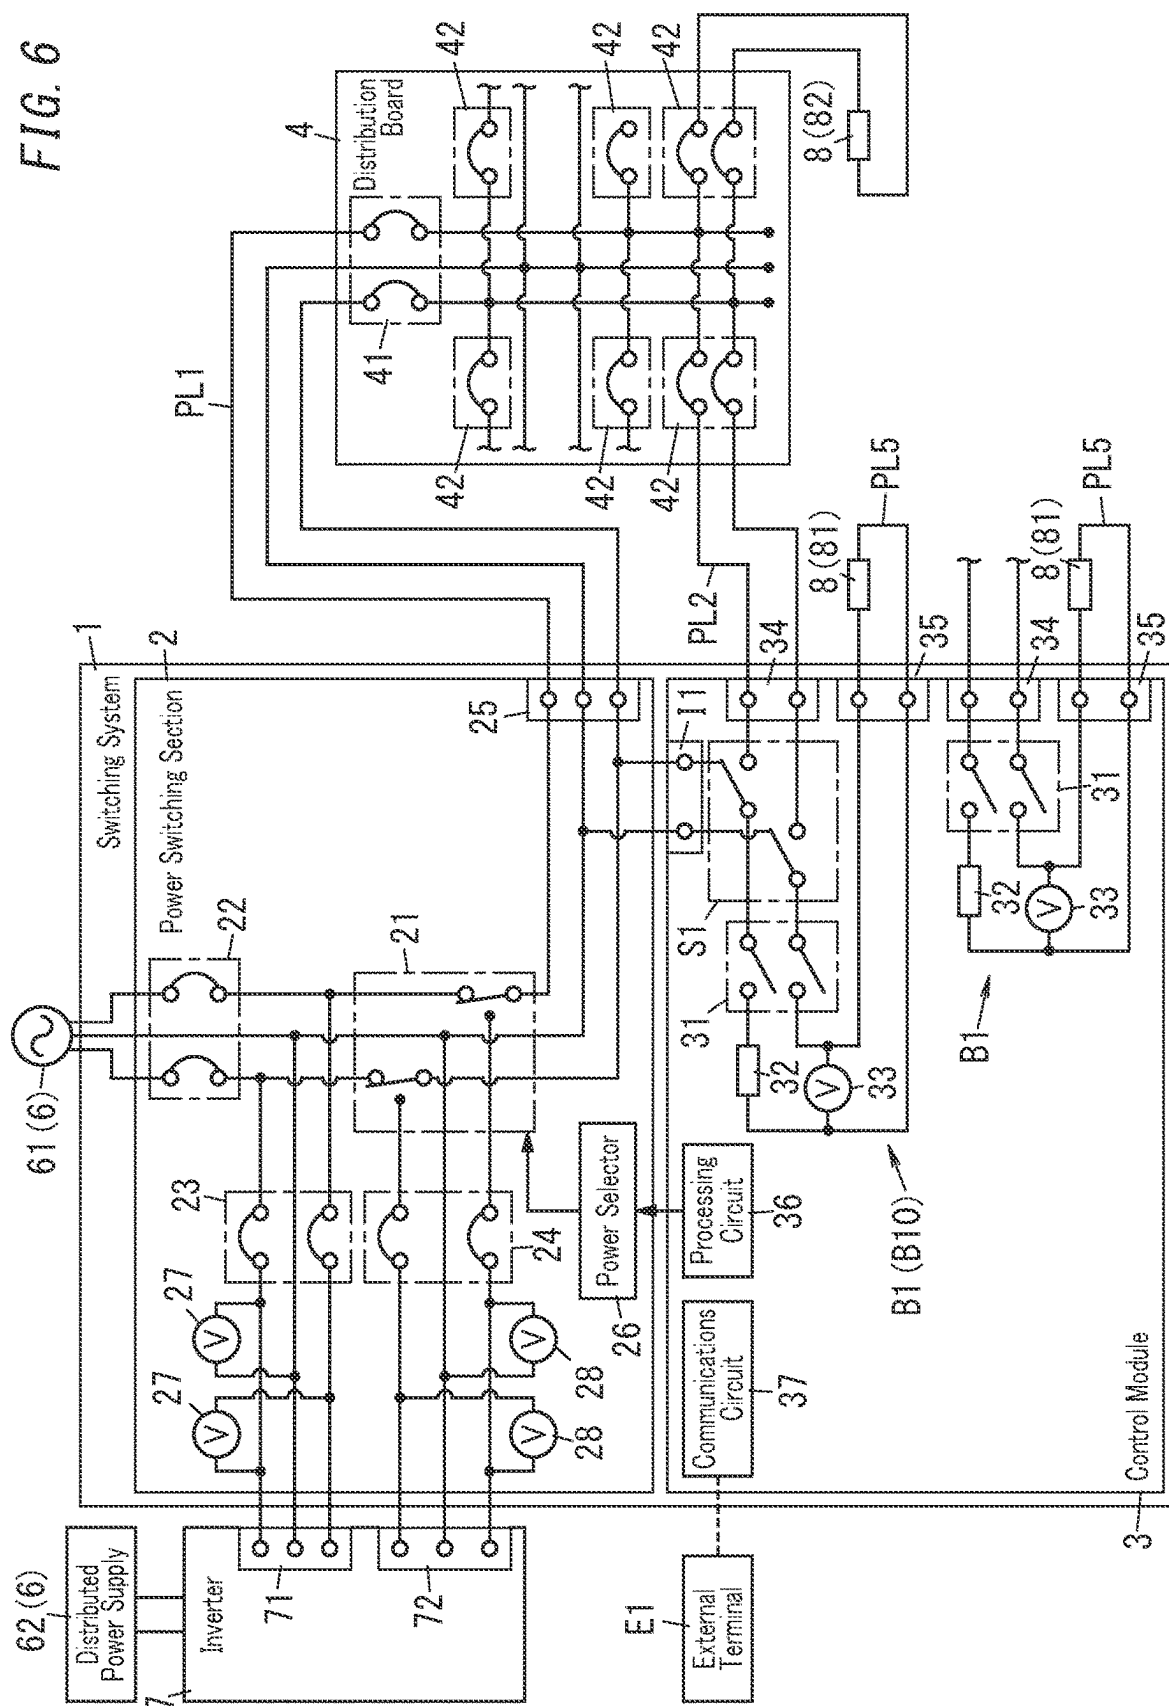 FIG. 6
62(6)
Distributed
Power Supply
7
Inverter
71
72
E1
External
Terminal
61(6)
1
Switching System
2
Power Switching Section
22
23
27
27
28
28
24
21
25
Power Selector
26
3
Control Module
Communications
Circuit
37
Processing
Circuit
36
B1(B10)
33
32
31
S1
11
34
35
B1
33
32
31
34
35
PL1
PL2
PL5
8(81)
PL5
8(81)
4
Distribution
Board
41
42
42
42
42
42
42
8(82)
V
V
V
V
V
V